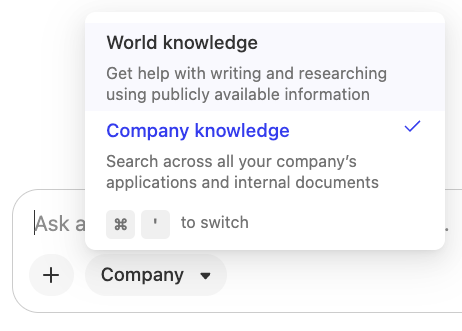 World knowledge
Get help with writing and researching
using publicly available information
Company knowledge
Search across all your company’s
applications and internal documents
⌘ ' to switch
Ask a
.
+ Company